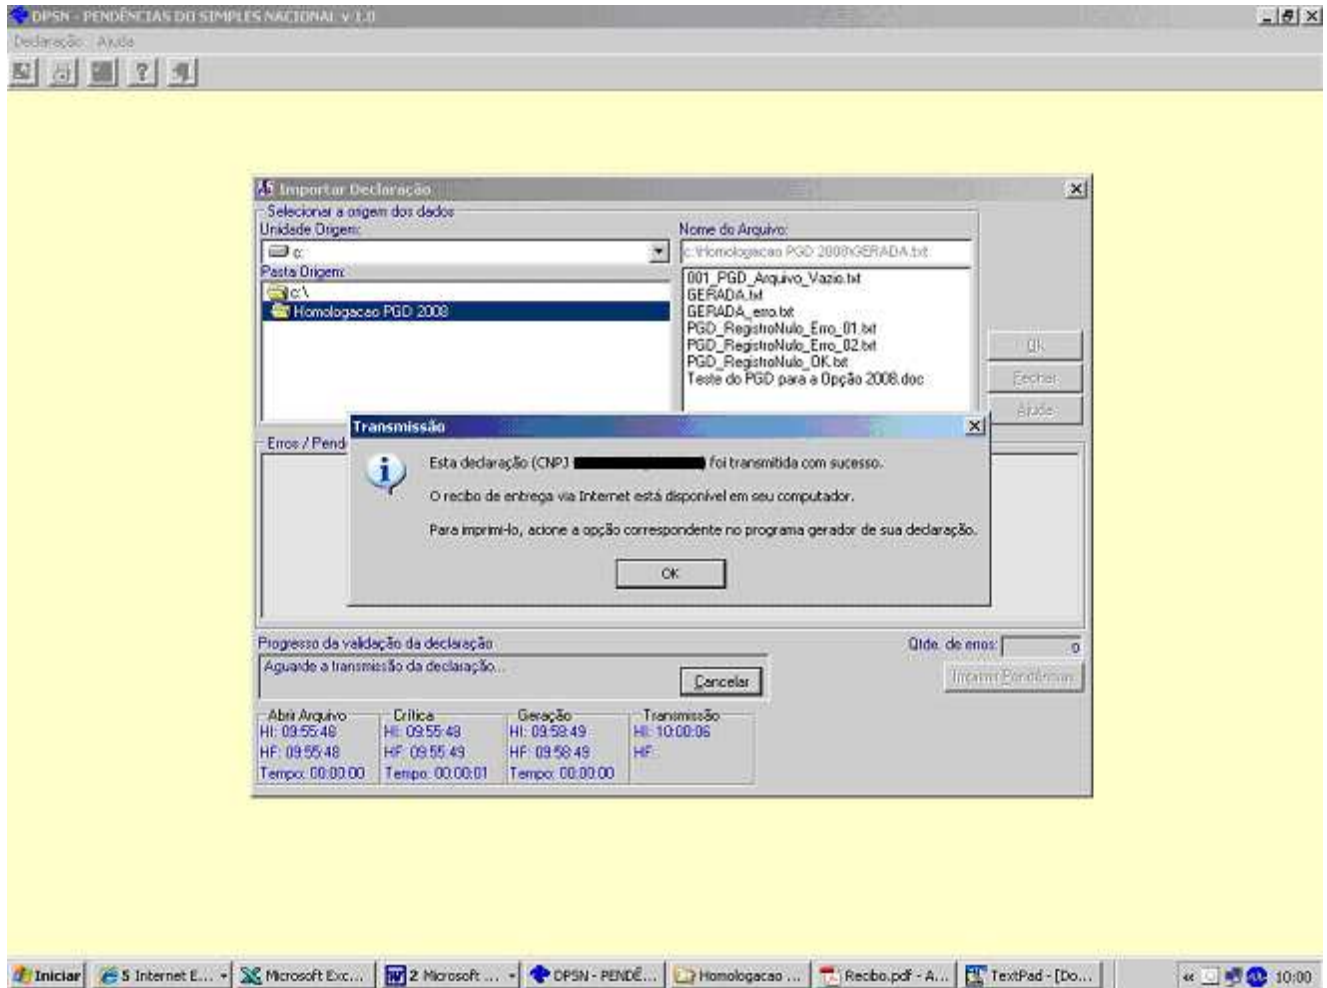 DPSN - PENDÊNCIAS DO SIMPLES NACIONAL v 1.0
Declaração Ajuda
Importar Declaração
Selecionar a origem dos dados
Unidade Origem:
c:
Pasta Origem:
c:\
Homologacao PGD 2008
Nome do Arquivo:
c:\Homologacao PGD 2008\GERADA.txt
001_PGD_Arquivo_Vazio.txt
GERADA.txt
GERADA_erro.txt
PGD_RegistroNulo_Erro_01.txt
PGD_RegistroNulo_Erro_02.txt
PGD_RegistroNulo_OK.txt
Teste do PGD para a Opção 2008.doc
Ok
Fechar
Ajuda
Erros / Pend
Transmissão
Esta declaração (CNPJ ) foi transmitida com sucesso.
O recibo de entrega via Internet está disponível em seu computador.
Para imprimi-lo, acione a opção correspondente no programa gerador de sua declaração.
OK
Progresso da validação da declaração
Aguarde a transmissão da declaração...
Cancelar
Qtde. de erros: 0
Imprimir Pendências
Abrir Arquivo
HI: 09:55:48
HF: 09:55:48
Tempo: 00:00:00
Crítica
HI: 09:55:48
HF: 09:55:49
Tempo: 00:00:01
Geração
HI: 09:58:49
HF: 09:58:49
Tempo: 00:00:00
Transmissão
HI: 10:00:06
HF:
Iniciar
5 Internet E...
Microsoft Exc...
2 Microsoft ...
DPSN - PENDÊ...
Homologacao ...
Recibo.pdf - A...
TextPad - [Do...
10:00